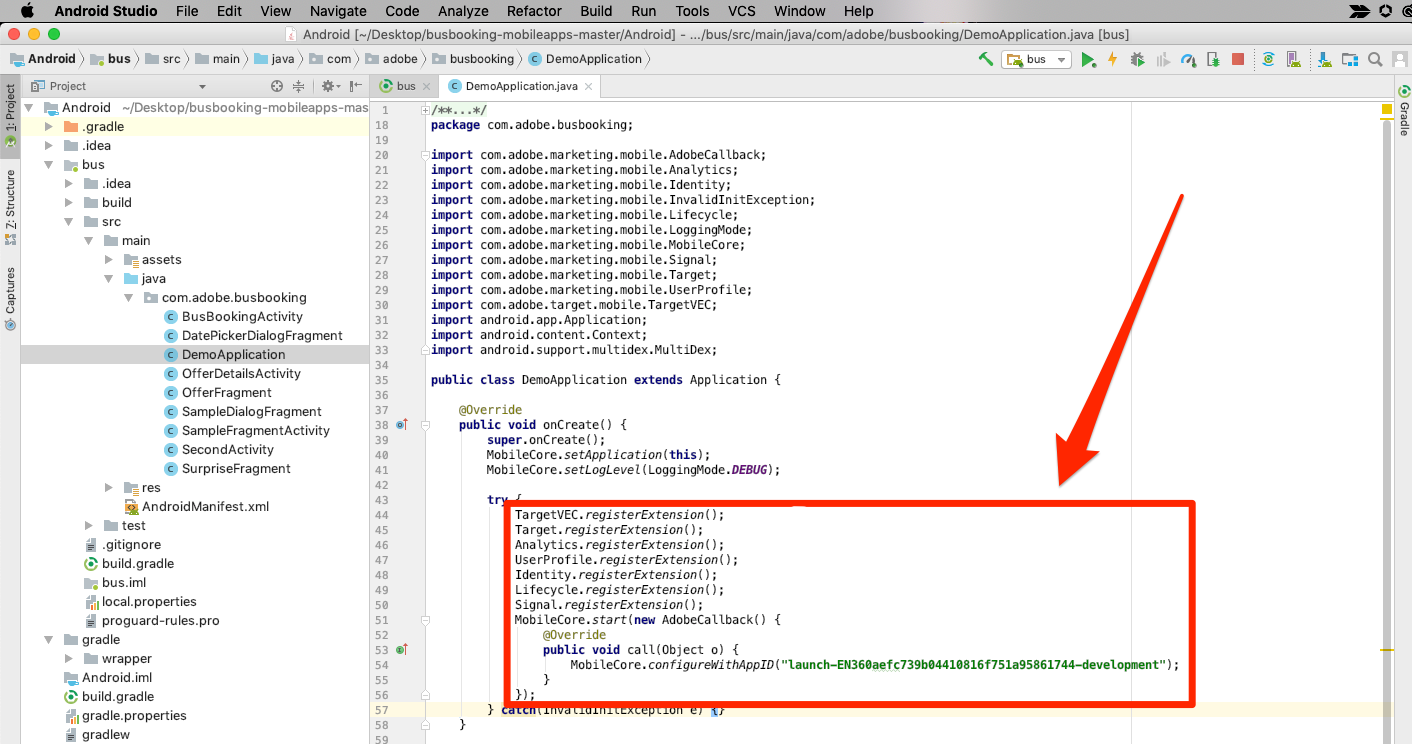 Android Studio File Edit View Navigate Code Analyze Refactor Build Run Tools VCS Window Help
Android [~/Desktop/busbooking-mobileapps-master/Android] - .../bus/src/main/java/com/adobe/busbooking/DemoApplication.java [bus]
Android bus src main java com adobe busbooking DemoApplication
bus
Project
bus
DemoApplication.java
1: Project
Z: Structure
Captures
Gradle
Android ~/Desktop/busbooking-mobileapps-mas
.gradle
.idea
bus
.idea
build
src
main
assets
java
com.adobe.busbooking
BusBookingActivity
DatePickerDialogFragment
DemoApplication
OfferDetailsActivity
OfferFragment
SampleDialogFragment
SampleFragmentActivity
SecondActivity
SurpriseFragment
res
AndroidManifest.xml
test
.gitignore
build.gradle
bus.iml
local.properties
proguard-rules.pro
gradle
wrapper
Android.iml
build.gradle
gradle.properties
gradlew
1 /**...*/
18 package com.adobe.busbooking;
19
20 import com.adobe.marketing.mobile.AdobeCallback;
21 import com.adobe.marketing.mobile.Analytics;
22 import com.adobe.marketing.mobile.Identity;
23 import com.adobe.marketing.mobile.InvalidInitException;
24 import com.adobe.marketing.mobile.Lifecycle;
25 import com.adobe.marketing.mobile.LoggingMode;
26 import com.adobe.marketing.mobile.MobileCore;
27 import com.adobe.marketing.mobile.Signal;
28 import com.adobe.marketing.mobile.Target;
29 import com.adobe.marketing.mobile.UserProfile;
30 import com.adobe.target.mobile.TargetVEC;
31 import android.app.Application;
32 import android.content.Context;
33 import android.support.multidex.MultiDex;
34
35 public class DemoApplication extends Application {
36
37 @Override
38 public void onCreate() {
39 super.onCreate();
40 MobileCore.setApplication(this);
41 MobileCore.setLogLevel(LoggingMode.DEBUG);
42
43 try {
44 TargetVEC.registerExtension();
45 Target.registerExtension();
46 Analytics.registerExtension();
47 UserProfile.registerExtension();
48 Identity.registerExtension();
49 Lifecycle.registerExtension();
50 Signal.registerExtension();
51 MobileCore.start(new AdobeCallback() {
52 @Override
53 public void call(Object o) {
54 MobileCore.configureWithAppID("launch-EN360aefc739b04410816f751a95861744-development");
55 }
56 });
57 } catch(InvalidInitException e) {}
58 }
59